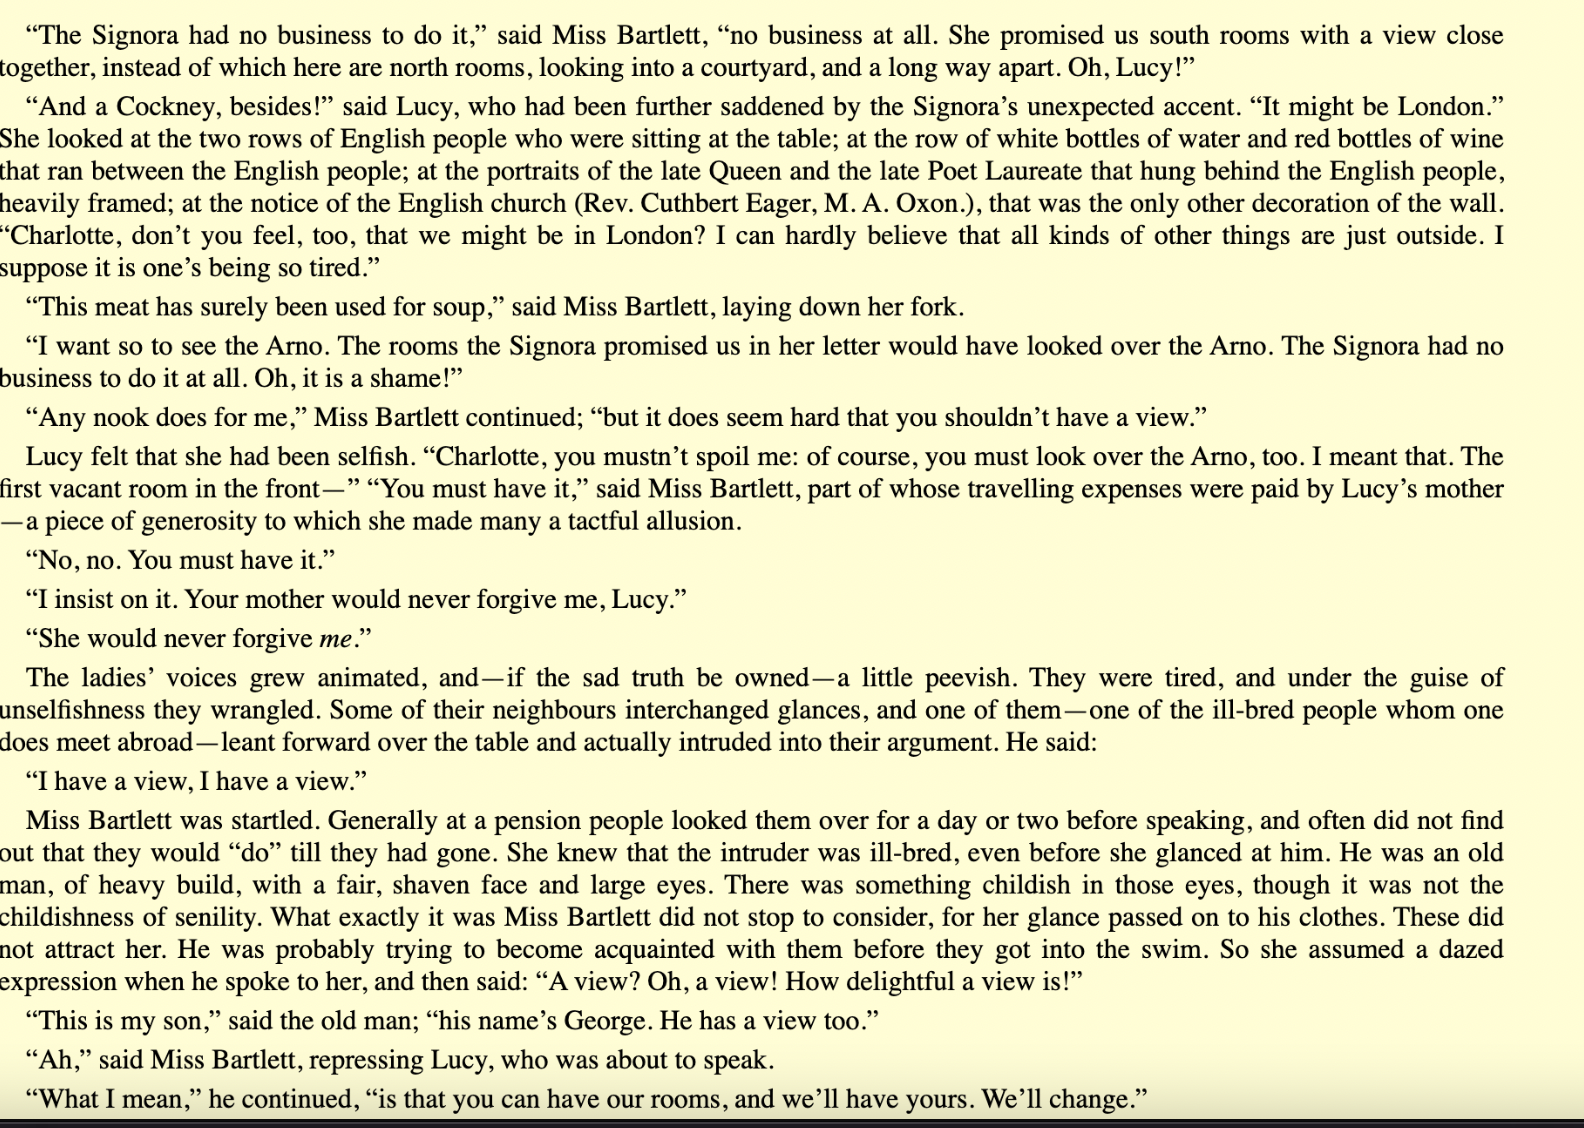 “The Signora had no business to do it,” said Miss Bartlett, “no business at all. She promised us south rooms with a view close
together, instead of which here are north rooms, looking into a courtyard, and a long way apart. Oh, Lucy!”
“And a Cockney, besides!” said Lucy, who had been further saddened by the Signora’s unexpected accent. “It might be London.”
She looked at the two rows of English people who were sitting at the table; at the row of white bottles of water and red bottles of wine
that ran between the English people; at the portraits of the late Queen and the late Poet Laureate that hung behind the English people,
heavily framed; at the notice of the English church (Rev. Cuthbert Eager, M. A. Oxon.), that was the only other decoration of the wall.
“Charlotte, don’t you feel, too, that we might be in London? I can hardly believe that all kinds of other things are just outside. I
suppose it is one’s being so tired.”
“This meat has surely been used for soup,” said Miss Bartlett, laying down her fork.
“I want so to see the Arno. The rooms the Signora promised us in her letter would have looked over the Arno. The Signora had no
business to do it at all. Oh, it is a shame!”
“Any nook does for me,” Miss Bartlett continued; “but it does seem hard that you shouldn’t have a view.”
Lucy felt that she had been selfish. “Charlotte, you mustn’t spoil me: of course, you must look over the Arno, too. I meant that. The
first vacant room in the front—” “You must have it,” said Miss Bartlett, part of whose travelling expenses were paid by Lucy’s mother
—a piece of generosity to which she made many a tactful allusion.
“No, no. You must have it.”
“I insist on it. Your mother would never forgive me, Lucy.”
“She would never forgive me.”
The ladies’ voices grew animated, and—if the sad truth be owned—a little peevish. They were tired, and under the guise of
unselfishness they wrangled. Some of their neighbours interchanged glances, and one of them—one of the ill-bred people whom one
does meet abroad—leant forward over the table and actually intruded into their argument. He said:
“I have a view, I have a view.”
Miss Bartlett was startled. Generally at a pension people looked them over for a day or two before speaking, and often did not find
out that they would “do” till they had gone. She knew that the intruder was ill-bred, even before she glanced at him. He was an old
man, of heavy build, with a fair, shaven face and large eyes. There was something childish in those eyes, though it was not the
childishness of senility. What exactly it was Miss Bartlett did not stop to consider, for her glance passed on to his clothes. These did
not attract her. He was probably trying to become acquainted with them before they got into the swim. So she assumed a dazed
expression when he spoke to her, and then said: “A view? Oh, a view! How delightful a view is!”
“This is my son,” said the old man; “his name’s George. He has a view too.”
“Ah,” said Miss Bartlett, repressing Lucy, who was about to speak.
“What I mean,” he continued, “is that you can have our rooms, and we’ll have yours. We’ll change.”